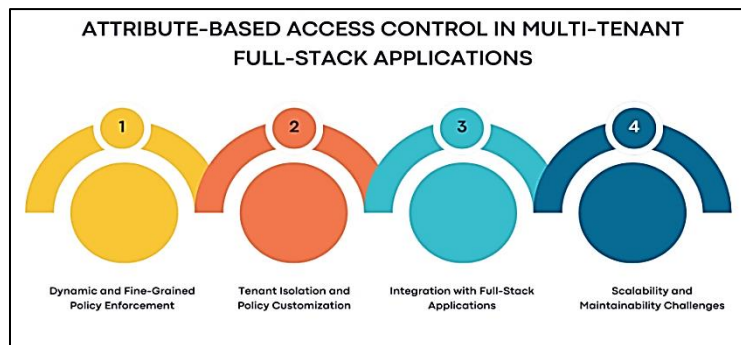 ATTRIBUTE-BASED ACCESS CONTROL IN MULTI-TENANT
FULL-STACK APPLICATIONS
1
2
3
4
Dynamic and Fine-Grained
Policy Enforcement
Tenant Isolation and
Policy Customization
Integration with Full-Stack
Applications
Scalability and
Maintainability Challenges